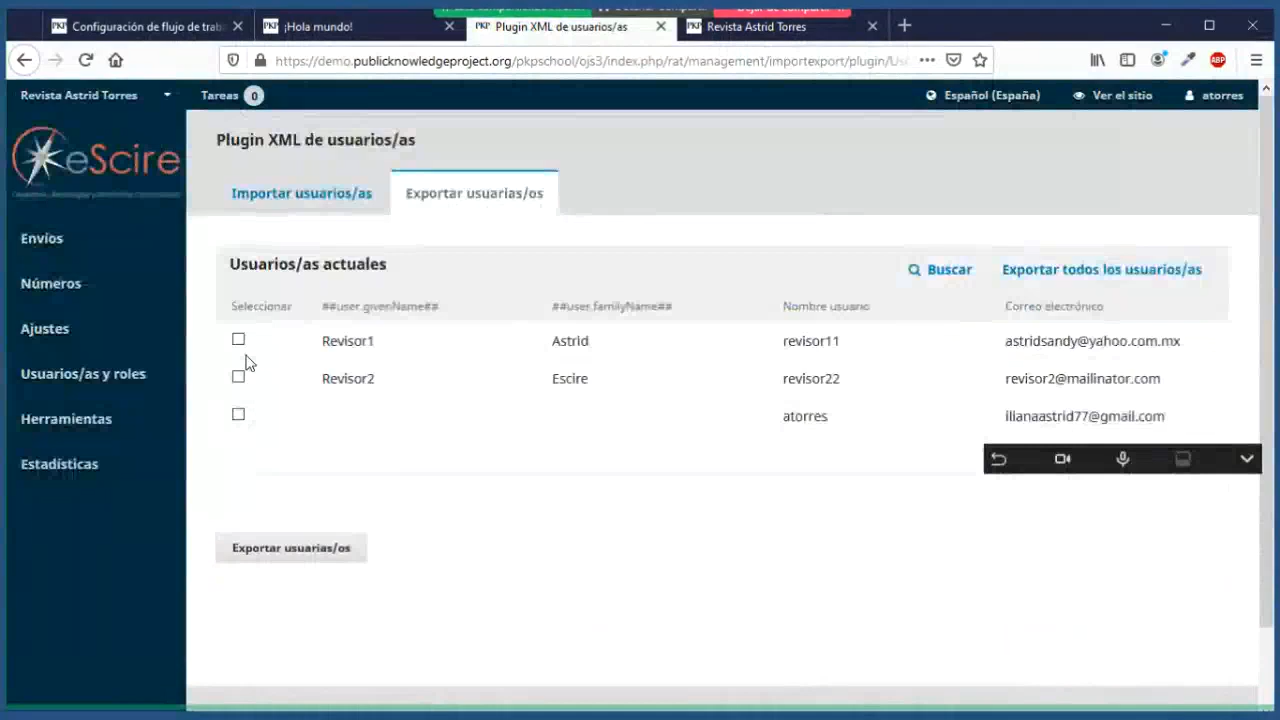 PKP Configuración de flujo de trab
PKP ¡Hola mundo!
PKP Plugin XML de usuarios/as
PKP Revista Astrid Torres
https://demo.publicknowledgeproject.org/pkpschool/ojs3/index.php/rat/management/importexport/plugin/Us
ABP
Revista Astrid Torres
Tareas 0
Español (España)
Ver el sitio
atorres
eScire
Envíos
Números
Ajustes
Usuarios/as y roles
Herramientas
Estadísticas
Plugin XML de usuarios/as
Importar usuarios/as
Exportar usuarias/os
Usuarios/as actuales
Buscar
Exportar todos los usuarios/as
Seleccionar ##user.givenName## ##user.familyName## Nombre usuario Correo electrónico
Revisor1 Astrid revisor11 astridsandy@yahoo.com.mx
Revisor2 Escire revisor22 revisor2@mailinator.com
atorres ilianaastrid77@gmail.com
Exportar usuarias/os